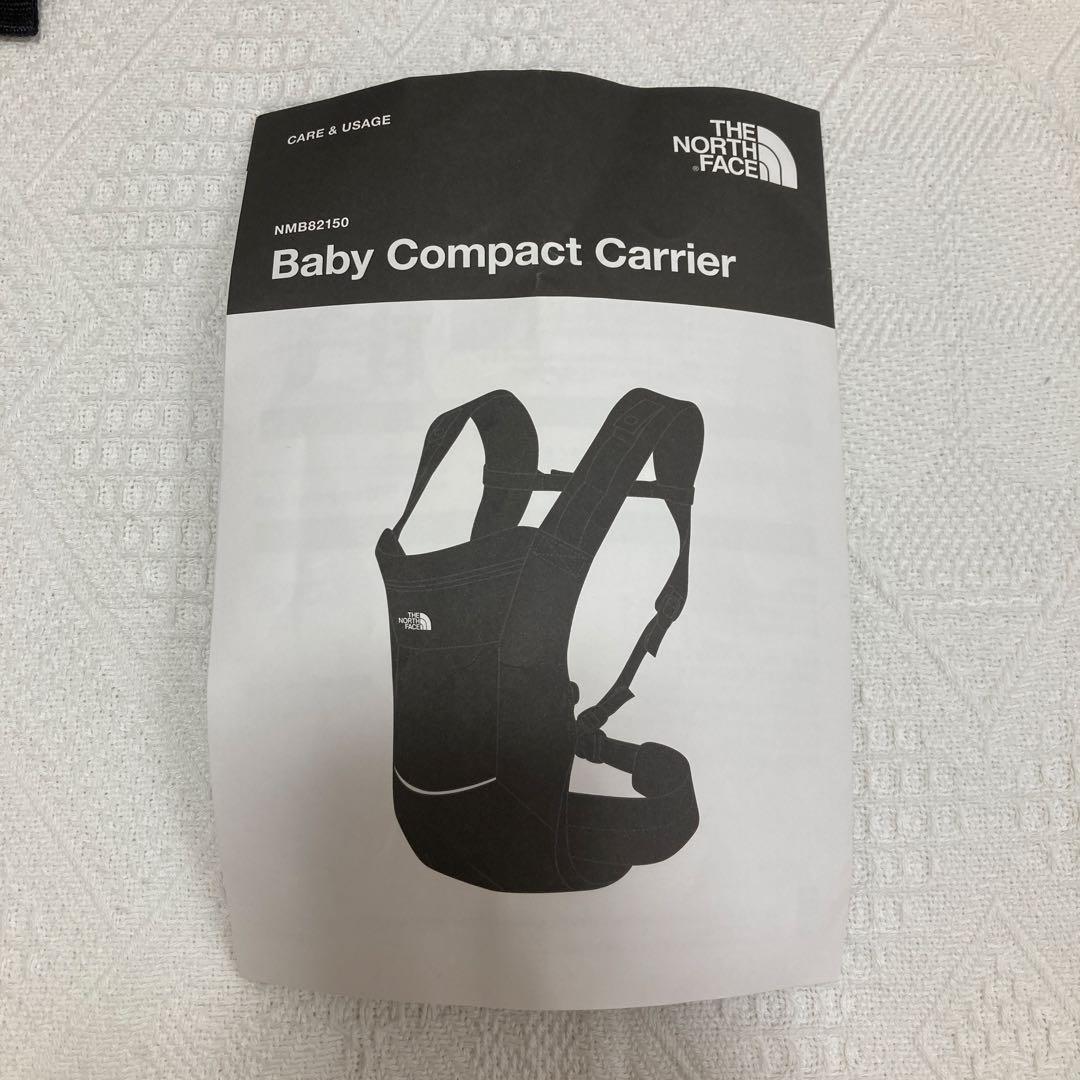 CARE & USAGE
THE
NORTH
FACE®
NMB82150
Baby Compact Carrier
THE
NORTH
FACE